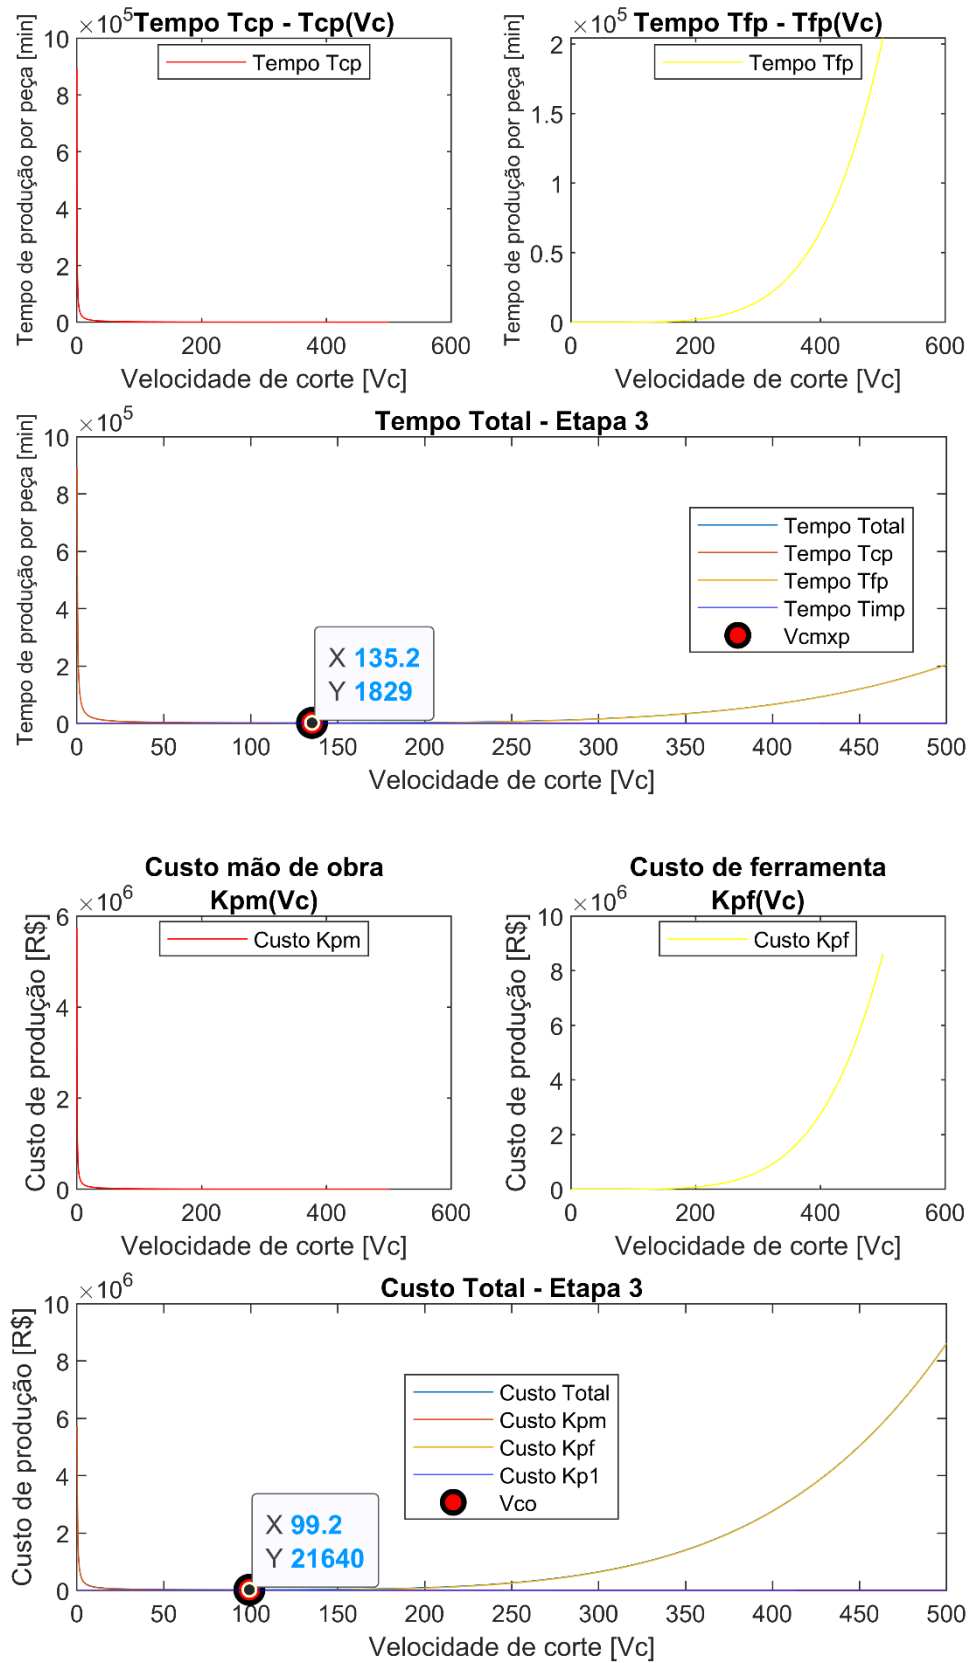 Tempo Tcp - Tcp(Vc)
×10^5
Tempo de produção por peça [min]
10
8
6
4
2
0
Tempo Tcp
0 200 400 600
Velocidade de corte [Vc]
Tempo Tfp - Tfp(Vc)
×10^5
Tempo de produção por peça [min]
2
1.5
1
0.5
0
Tempo Tfp
0 200 400 600
Velocidade de corte [Vc]
Tempo Total - Etapa 3
×10^5
Tempo de produção por peça [min]
10
8
6
4
2
0
Tempo Total
Tempo Tcp
Tempo Tfp
Tempo Timp
Vcmxp
X 135.2
Y 1829
0 50 100 150 200 250 300 350 400 450 500
Velocidade de corte [Vc]
Custo mão de obra
Kpm(Vc)
×10^6
Custo de produção [R$]
6
4
2
0
Custo Kpm
0 200 400 600
Velocidade de corte [Vc]
Custo de ferramenta
Kpf(Vc)
×10^6
Custo de produção [R$]
10
8
6
4
2
0
Custo Kpf
0 200 400 600
Velocidade de corte [Vc]
Custo Total - Etapa 3
×10^6
Custo de produção [R$]
10
8
6
4
2
0
Custo Total
Custo Kpm
Custo Kpf
Custo Kp1
Vco
X 99.2
Y 21640
0 50 100 150 200 250 300 350 400 450 500
Velocidade de corte [Vc]